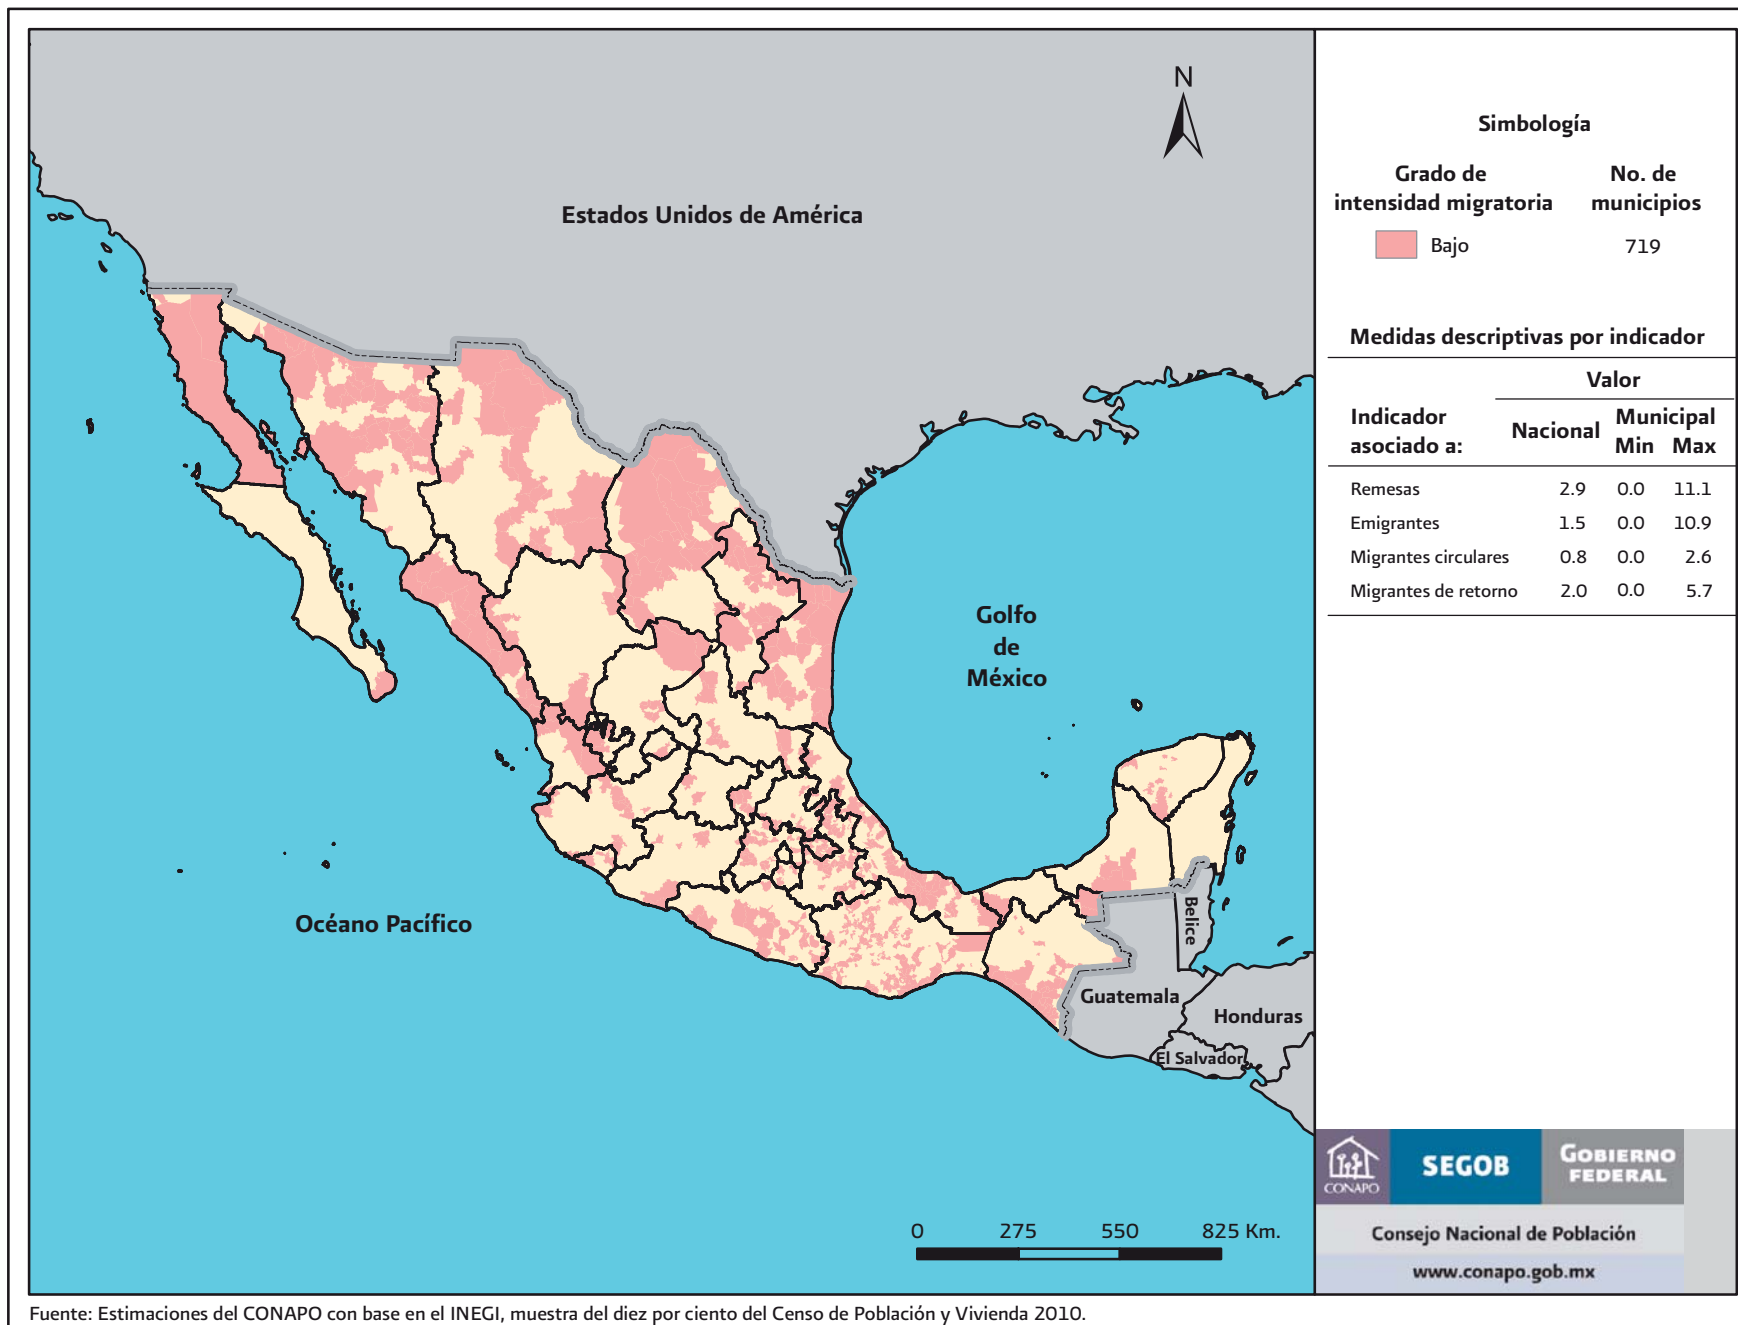 N
Estados Unidos de América
Golfo
de
México
Océano Pacífico
Belice
Guatemala
Honduras
El Salvador
0 275 550 825 Km.
Simbología
Grado de
intensidad migratoria
No. de
municipios
Bajo 719
Medidas descriptivas por indicador
Valor
Indicador
asociado a:
Nacional
Municipal
Min Max
Remesas 2.9 0.0 11.1
Emigrantes 1.5 0.0 10.9
Migrantes circulares 0.8 0.0 2.6
Migrantes de retorno 2.0 0.0 5.7
CONAPO
SEGOB
GOBIERNO
FEDERAL
Consejo Nacional de Población
www.conapo.gob.mx
Fuente: Estimaciones del CONAPO con base en el INEGI, muestra del diez por ciento del Censo de Población y Vivienda 2010.